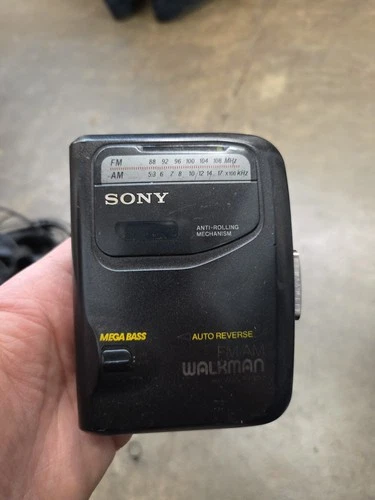 FM 88 92 96 100 104 108 MHz
AM 53 6 7 8 10 12 14 17 x100 KHz
SONY
ANTI-ROLLING
MECHANISM
MEGA BASS
AUTO REVERSE
FM/AM
WALKMAN